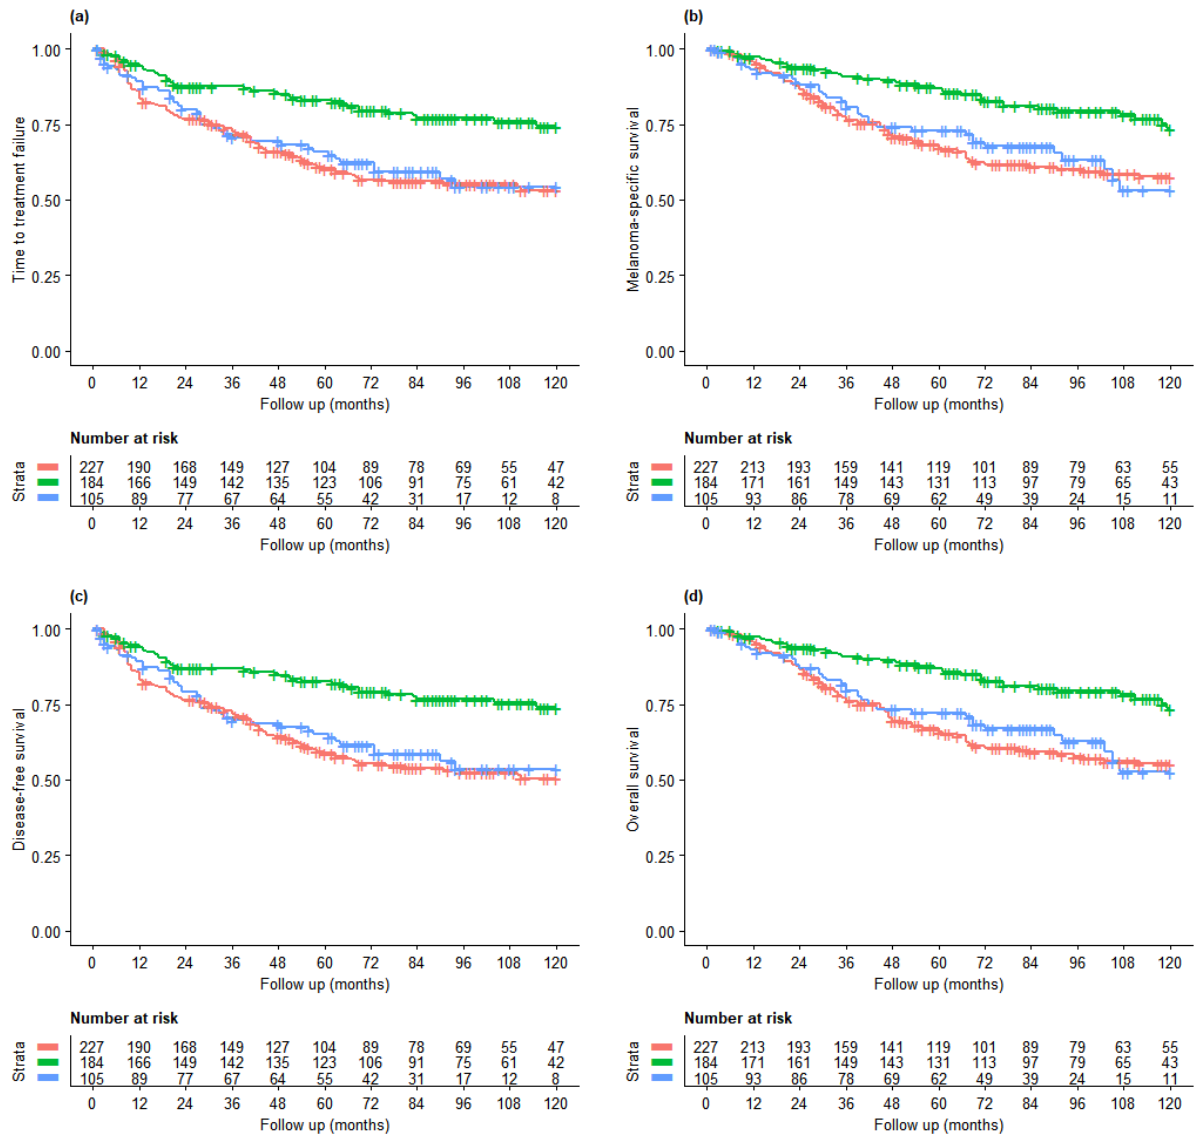 (a)
1.00
0.75
0.50
0.25
0.00
Time to treatment failure
0 12 24 36 48 60 72 84 96 108 120
Follow up (months)
Number at risk
Strata
227 190 168 149 127 104 89 78 69 55 47
184 166 149 142 135 123 106 91 75 61 42
105 89 77 67 64 55 42 31 17 12 8
0 12 24 36 48 60 72 84 96 108 120
Follow up (months)
(b)
1.00
0.75
0.50
0.25
0.00
Melanoma-specific survival
0 12 24 36 48 60 72 84 96 108 120
Follow up (months)
Number at risk
Strata
227 213 193 159 141 119 101 89 79 63 55
184 171 161 149 143 131 113 97 79 65 43
105 93 86 78 69 62 49 39 24 15 11
0 12 24 36 48 60 72 84 96 108 120
Follow up (months)
(c)
1.00
0.75
0.50
0.25
0.00
Disease-free survival
0 12 24 36 48 60 72 84 96 108 120
Follow up (months)
Number at risk
Strata
227 190 168 149 127 104 89 78 69 55 47
184 166 149 142 135 123 106 91 75 61 42
105 89 77 67 64 55 42 31 17 12 8
0 12 24 36 48 60 72 84 96 108 120
Follow up (months)
(d)
1.00
0.75
0.50
0.25
0.00
Overall survival
0 12 24 36 48 60 72 84 96 108 120
Follow up (months)
Number at risk
Strata
227 213 193 159 141 119 101 89 79 63 55
184 171 161 149 143 131 113 97 79 65 43
105 93 86 78 69 62 49 39 24 15 11
0 12 24 36 48 60 72 84 96 108 120
Follow up (months)